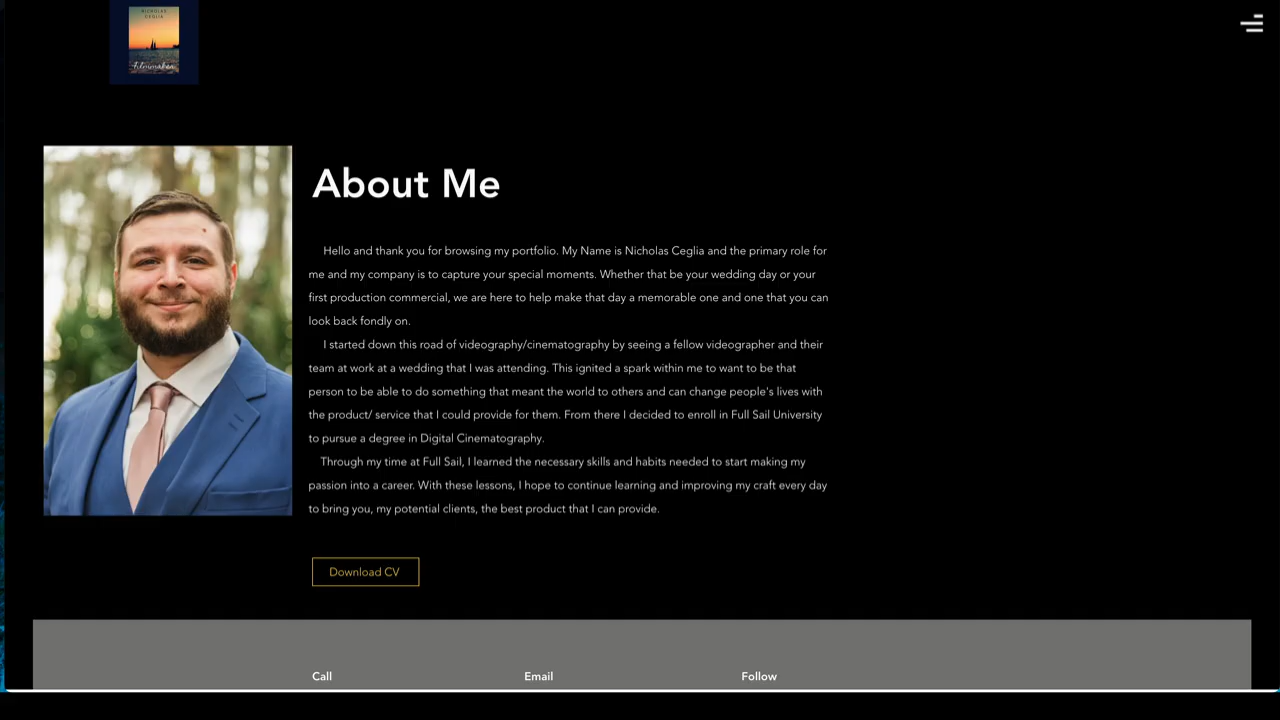 NICHOLAS
CEGLIA
filmmaker
About Me
Hello and thank you for browsing my portfolio. My Name is Nicholas Ceglia and the primary role for
me and my company is to capture your special moments. Whether that be your wedding day or your
first production commercial, we are here to help make that day a memorable one and one that you can
look back fondly on.
I started down this road of videography/cinematography by seeing a fellow videographer and their
team at work at a wedding that I was attending. This ignited a spark within me to want to be that
person to be able to do something that meant the world to others and can change people's lives with
the product/ service that I could provide for them. From there I decided to enroll in Full Sail University
to pursue a degree in Digital Cinematography.
Through my time at Full Sail, I learned the necessary skills and habits needed to start making my
passion into a career. With these lessons, I hope to continue learning and improving my craft every day
to bring you, my potential clients, the best product that I can provide.
Download CV
Call Email Follow